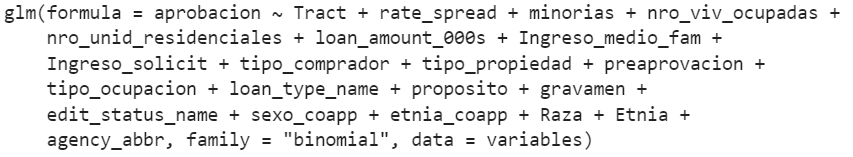 glm(formula = aprobacion ~ Tract + rate_spread + minorias + nro_viv_ocupadas +
nro_unid_residenciales + loan_amount_000s + Ingreso_medio_fam +
Ingreso_solicit + tipo_comprador + tipo_propiedad + preaprovacion +
tipo_ocupacion + loan_type_name + proposito + gravamen +
edit_status_name + sexo_coapp + etnia_coapp + Raza + Etnia +
agency_abbr, family = "binomial", data = variables)